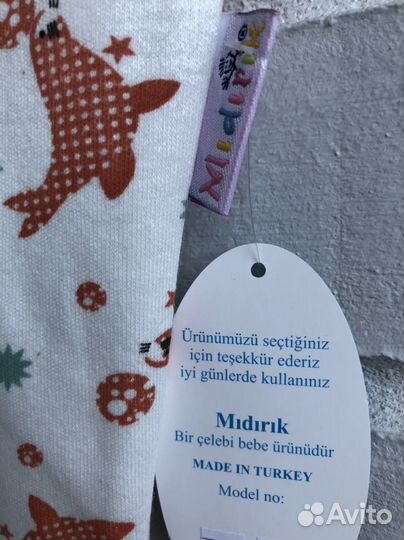 Mıdırık
Ürünümüzü seçtiğiniz
için teşekkür ederiz
iyi günlerde kullanınız
Mıdırık
Bir çelebi bebe ürünüdür
MADE IN TURKEY
Model no:
Avito